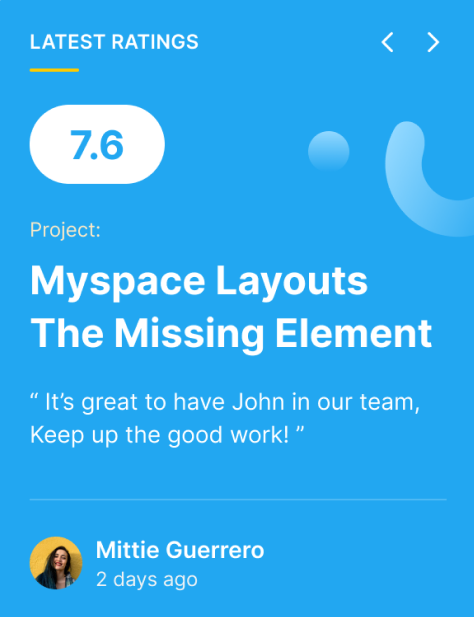 LATEST RATINGS
7.6
Project:
Myspace Layouts
The Missing Element
“ It’s great to have John in our team,
Keep up the good work! ”
Mittie Guerrero
2 days ago